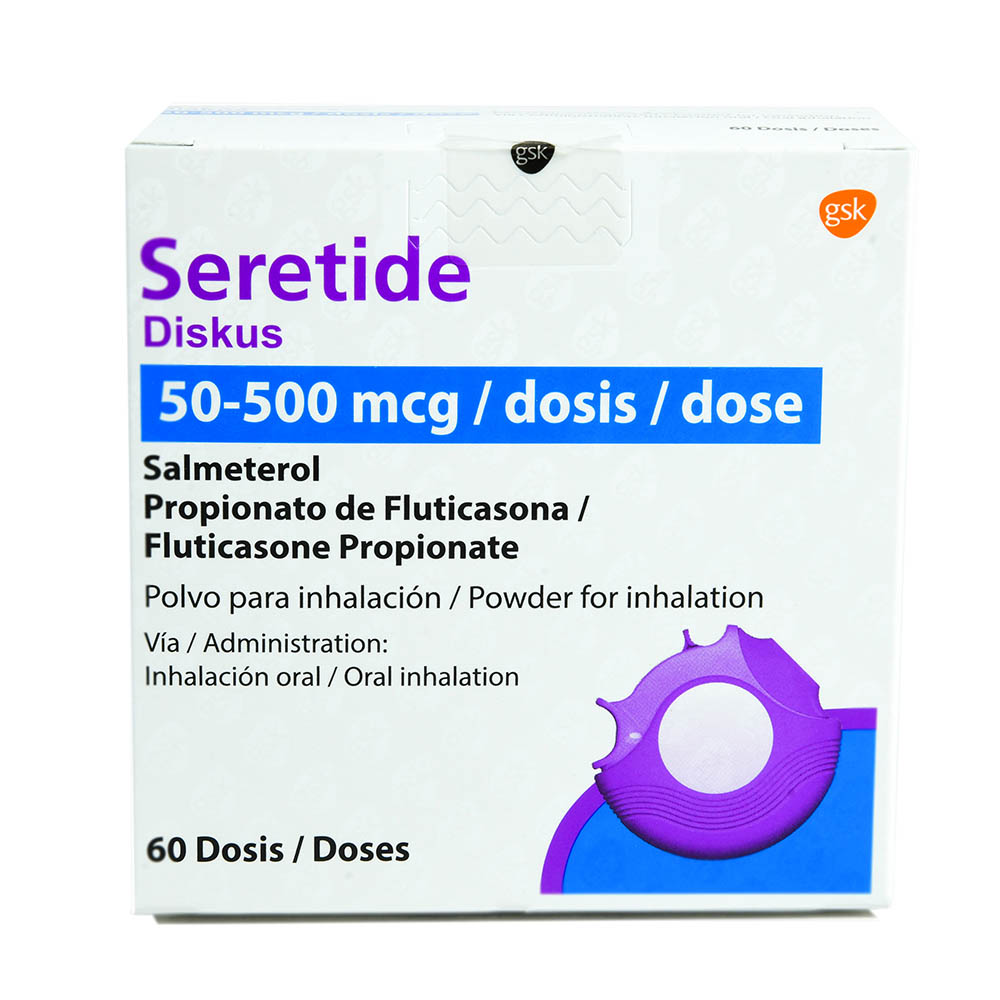 60 Dosis / Doses
gsk
gsk
Seretide
Diskus
50-500 mcg / dosis / dose
Salmeterol
Propionato de Fluticasona /
Fluticasone Propionate
Polvo para inhalación / Powder for inhalation
Vía / Administration:
Inhalación oral / Oral inhalation
60 Dosis / Doses